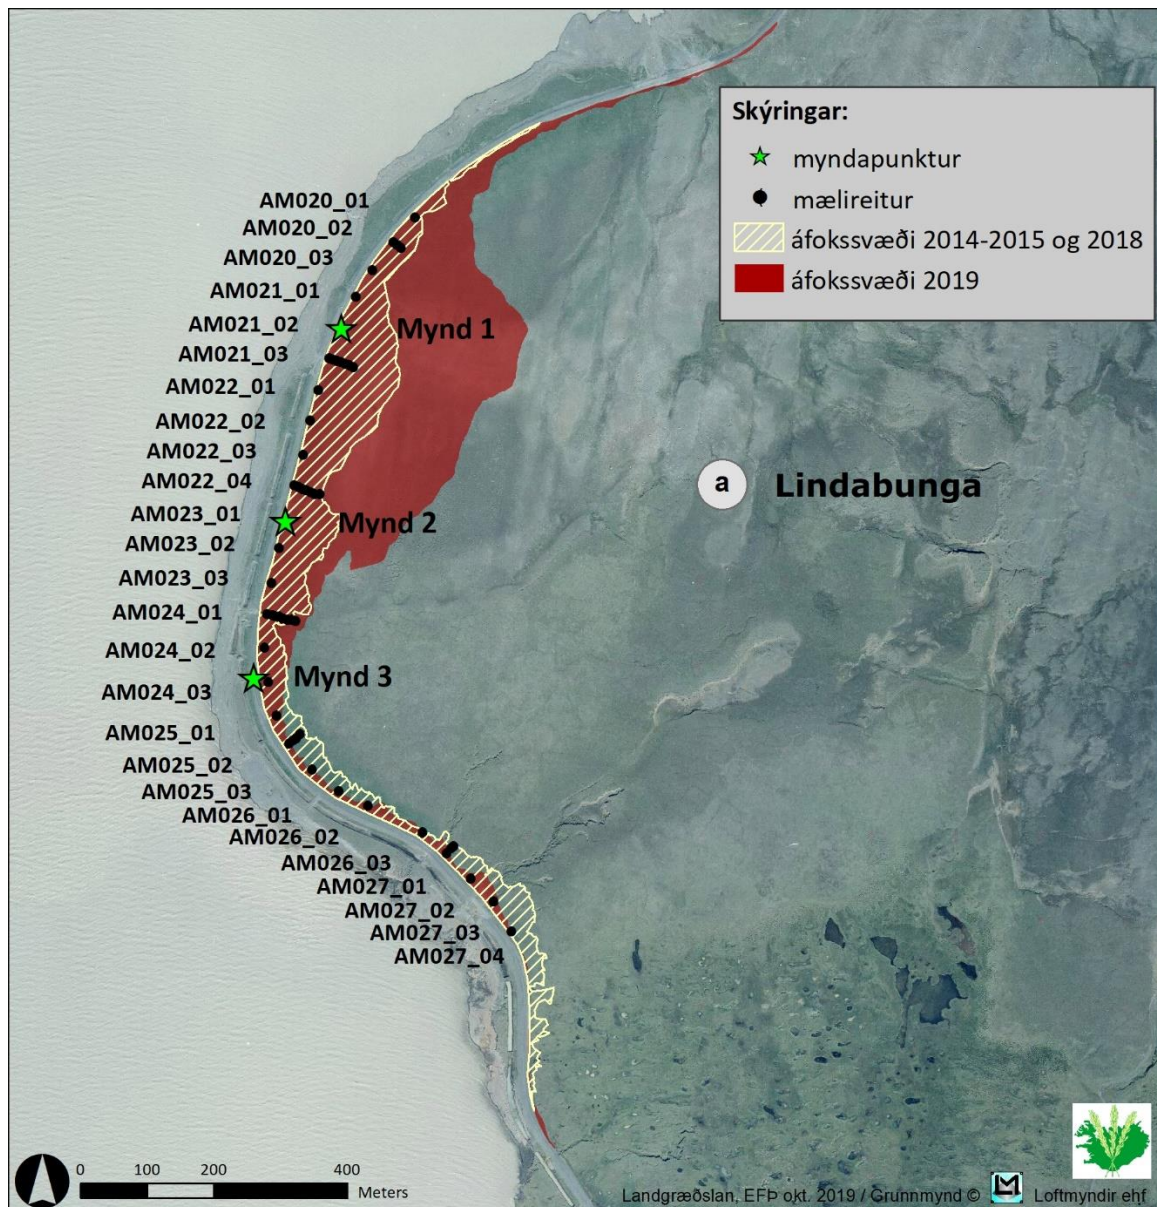 Skýringar:
myndapunktur
mælireitur
áfokssvæði 2014-2015 og 2018
áfokssvæði 2019
AM020_01
AM020_02
AM020_03
AM021_01
AM021_02
Mynd 1
AM021_03
AM022_01
AM022_02
AM022_03
AM022_04
a Lindabunga
AM023_01
Mynd 2
AM023_02
AM023_03
AM024_01
AM024_02
Mynd 3
AM024_03
AM025_01
AM025_02
AM025_03
AM026_01
AM026_02
AM026_03
AM027_01
AM027_02
AM027_03
AM027_04
0 100 200 400
Meters
Landgræðslan, EFÞ okt. 2019 / Grunnmynd © LM Loftmyndir ehf